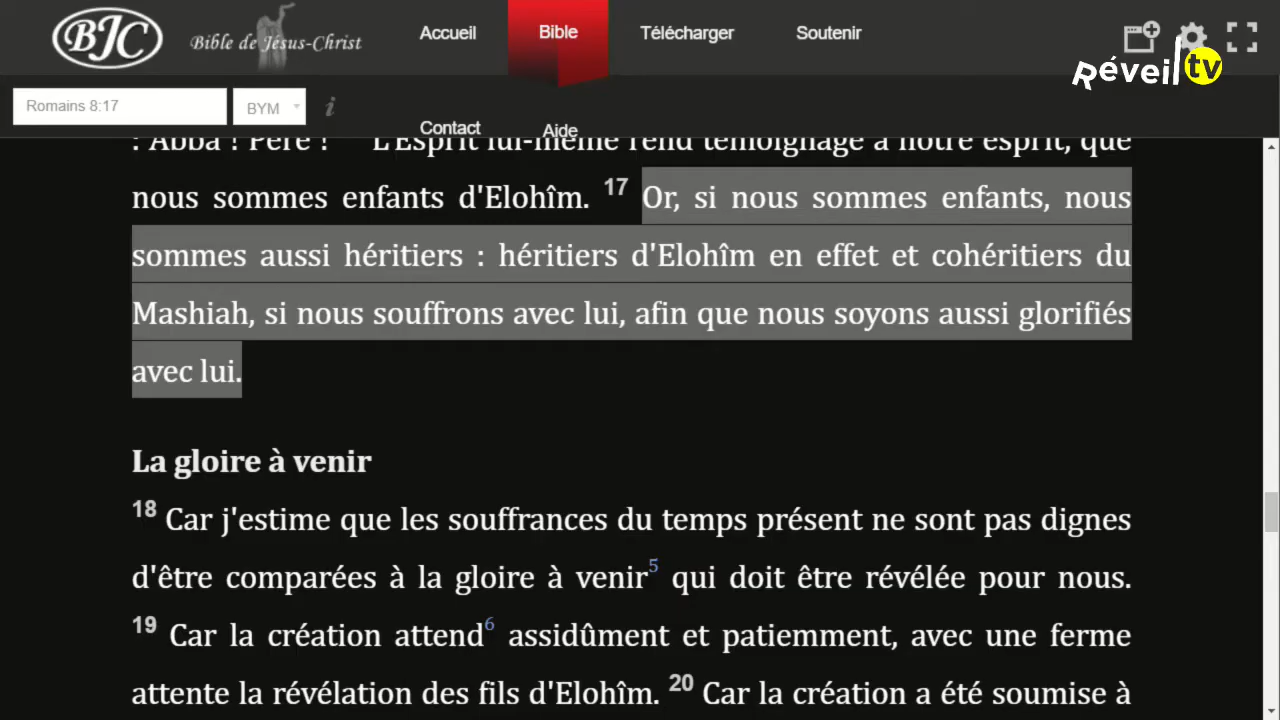 BJC
Bible de Jésus-Christ
Accueil
Bible
Télécharger
Soutenir
Réveil tv
Romains 8:17
BYM
i
Contact
Aide
: Abba ! Père ! L'Esprit lui-même rend témoignage à notre esprit, que
nous sommes enfants d'Elohîm. 17 Or, si nous sommes enfants, nous
sommes aussi héritiers : héritiers d'Elohîm en effet et cohéritiers du
Mashiah, si nous souffrons avec lui, afin que nous soyons aussi glorifiés
avec lui.
La gloire à venir
18 Car j'estime que les souffrances du temps présent ne sont pas dignes
d'être comparées à la gloire à venir5 qui doit être révélée pour nous.
19 Car la création attend6 assidûment et patiemment, avec une ferme
attente la révélation des fils d'Elohîm. 20 Car la création a été soumise à